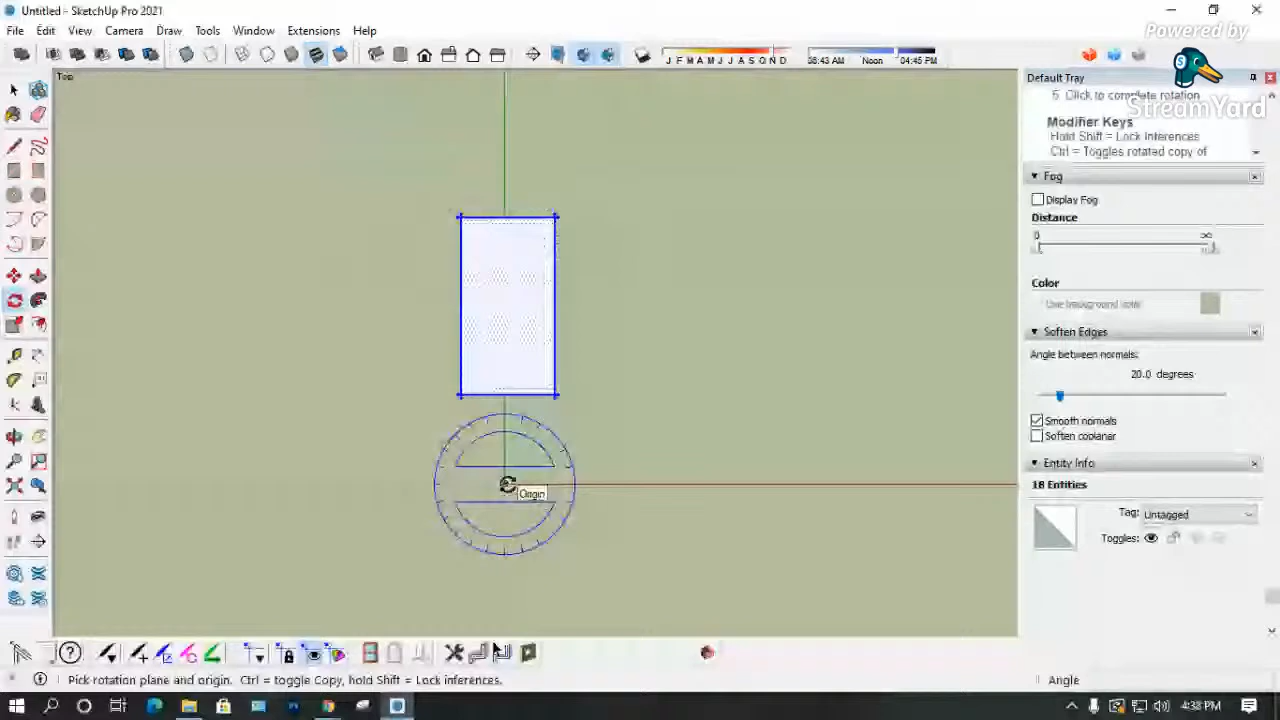 Untitled - SketchUp Pro 2021
File Edit View Camera Draw Tools Window Extensions Help
Powered by
StreamYard
J F M A M J J A S O N D
08:43 AM Noon 04:45 PM
Top
Default Tray
5. Click to complete rotation
Modifier Keys
Hold Shift = Lock Inferences
Ctrl = Toggles rotated copy of
Fog
Display Fog
Distance
0 ∞
Color
Use background color
Soften Edges
Angle between normals:
20.0 degrees
Smooth normals
Soften coplanar
Entity Info
18 Entities
Tag: Untagged
Toggles:
Origin
Pick rotation plane and origin. Ctrl = toggle Copy, hold Shift = Lock inferences.
Angle
4:38 PM